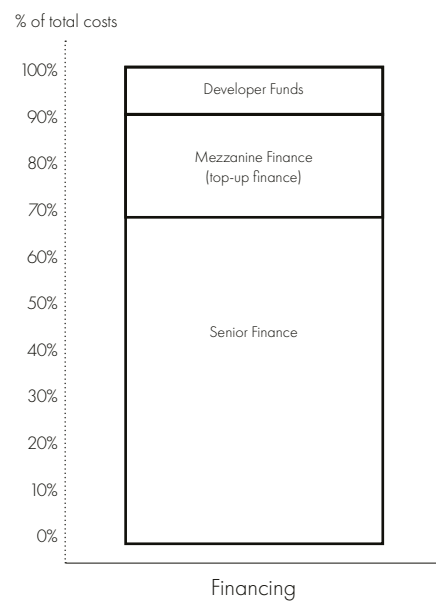 % of total costs
100%
Developer Funds
90%
Mezzanine Finance
80%
(top-up finance)
70%
60%
50%
Senior Finance
40%
30%
20%
10%
0%
Financing